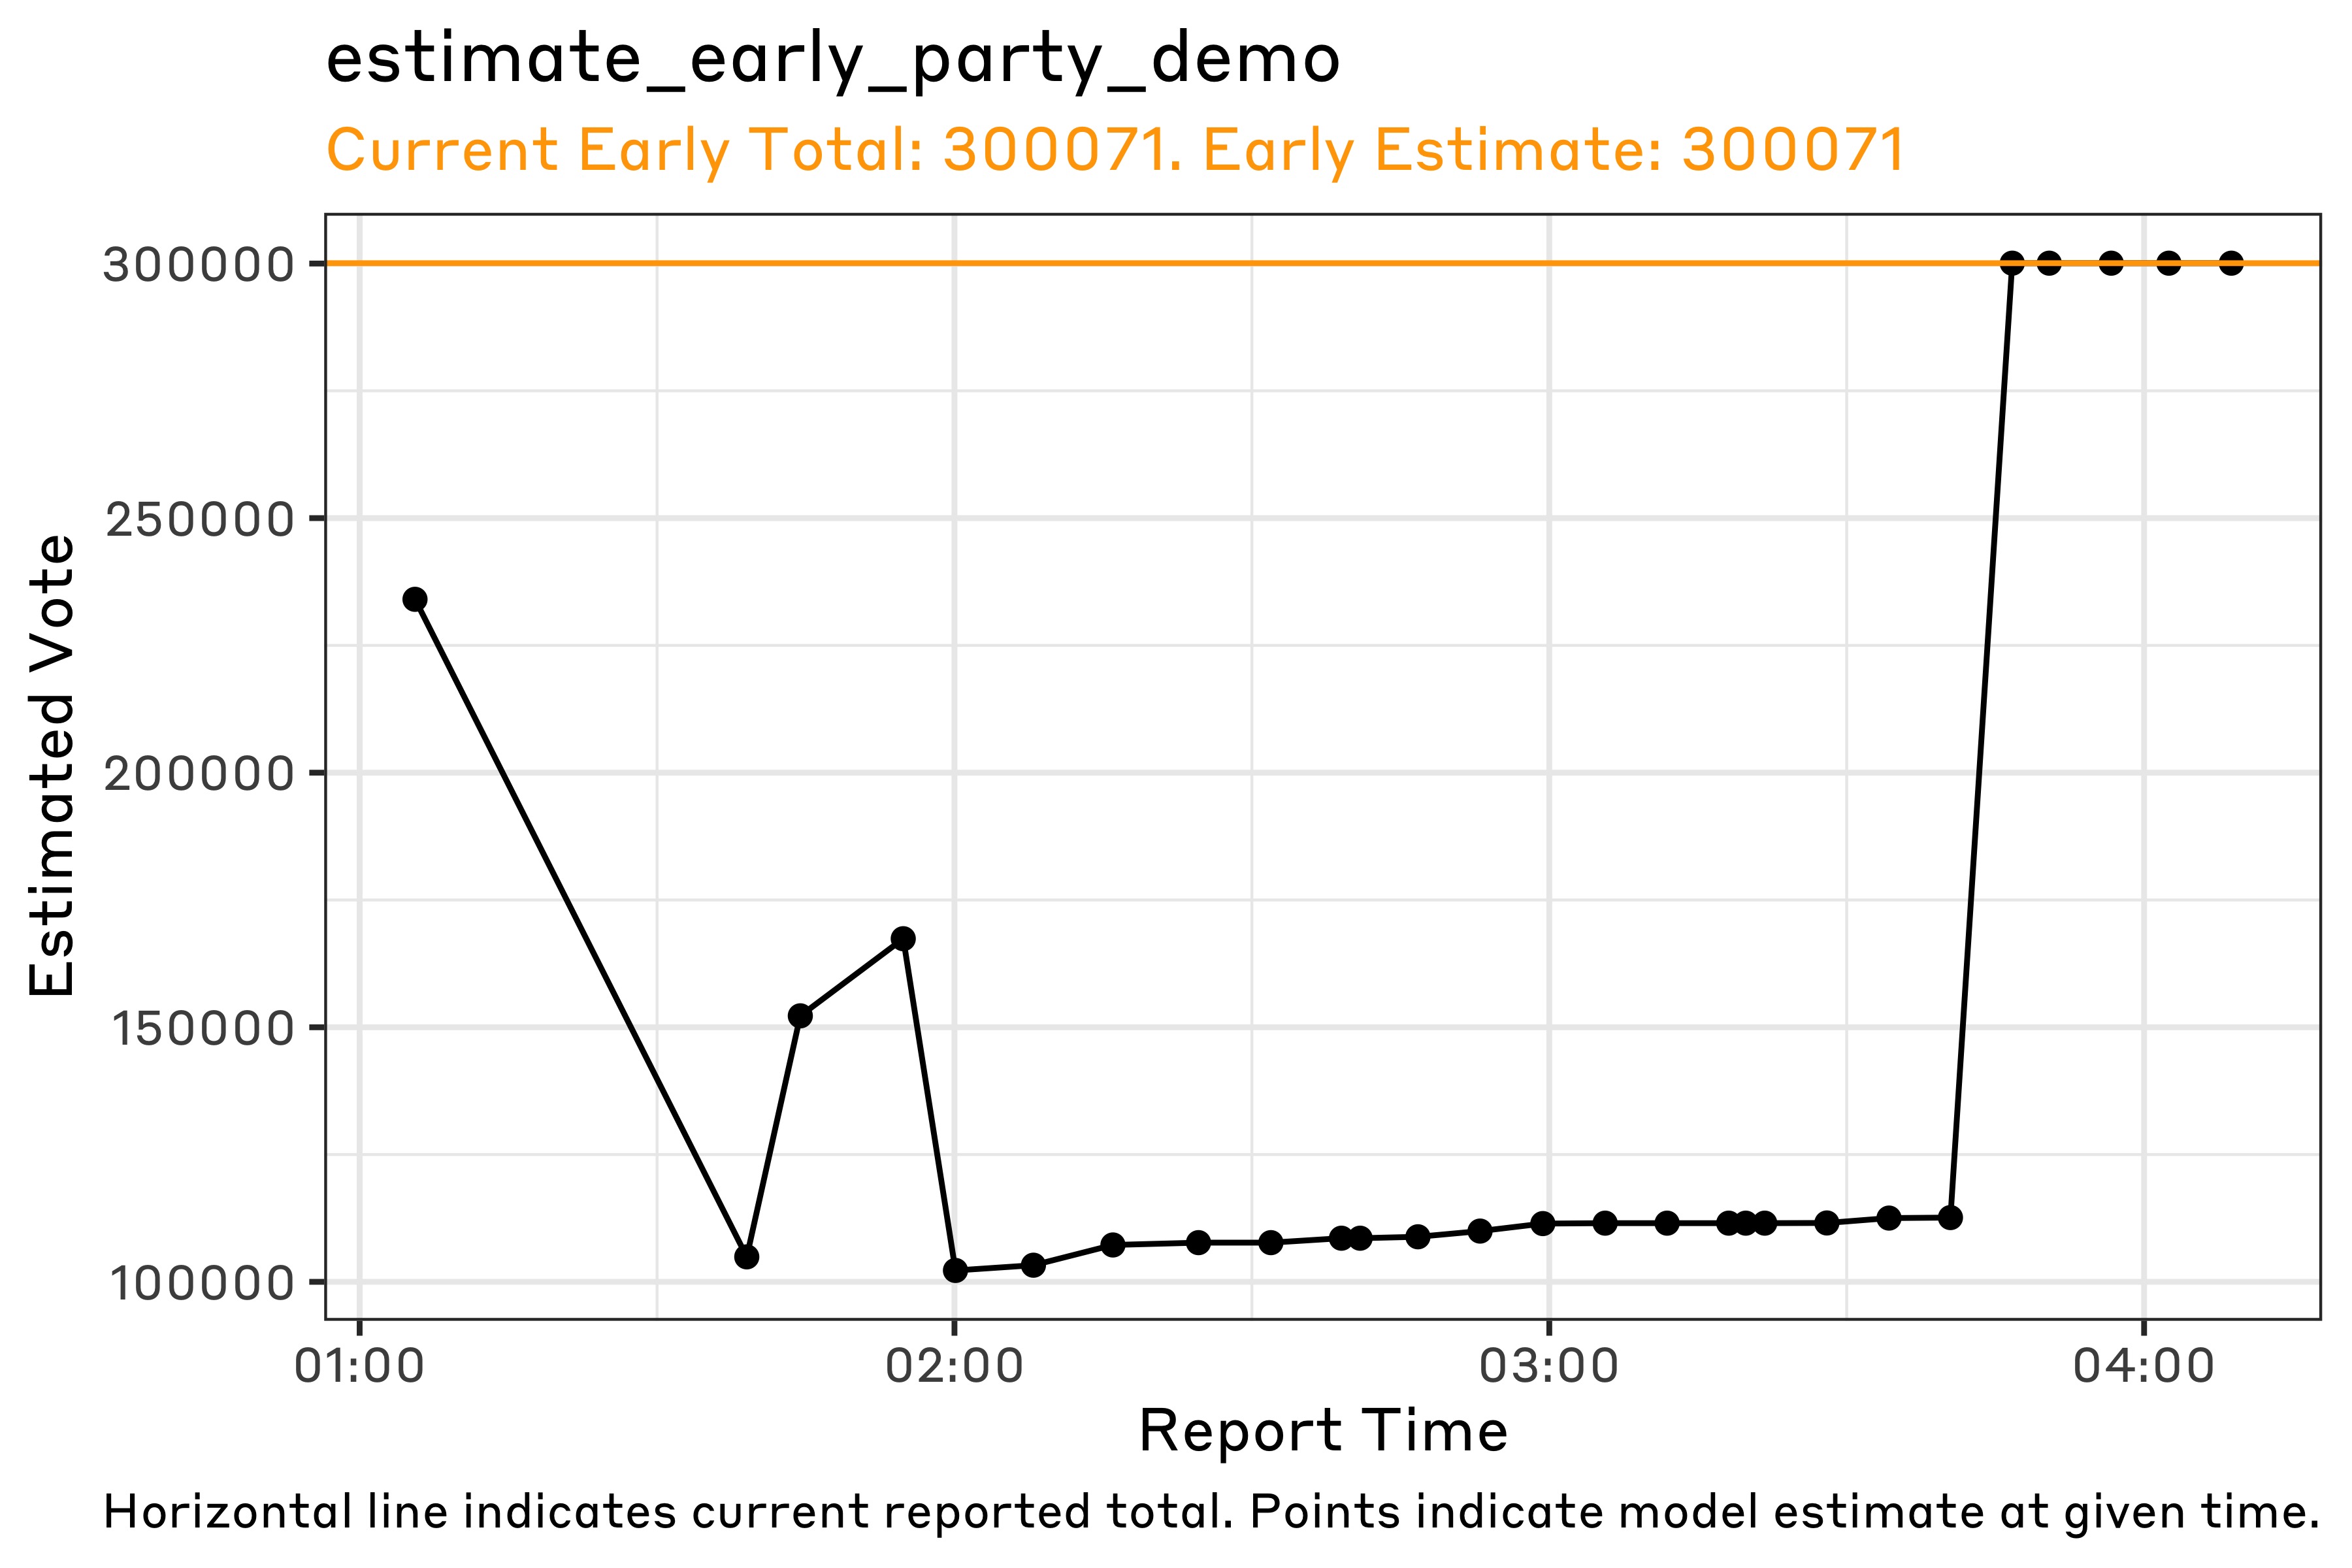 estimate_early_party_demo
Current Early Total: 300071. Early Estimate: 300071
Estimated Vote
300000
250000
200000
150000
100000
01:00 02:00 03:00 04:00
Report Time
Horizontal line indicates current reported total. Points indicate model estimate at given time.